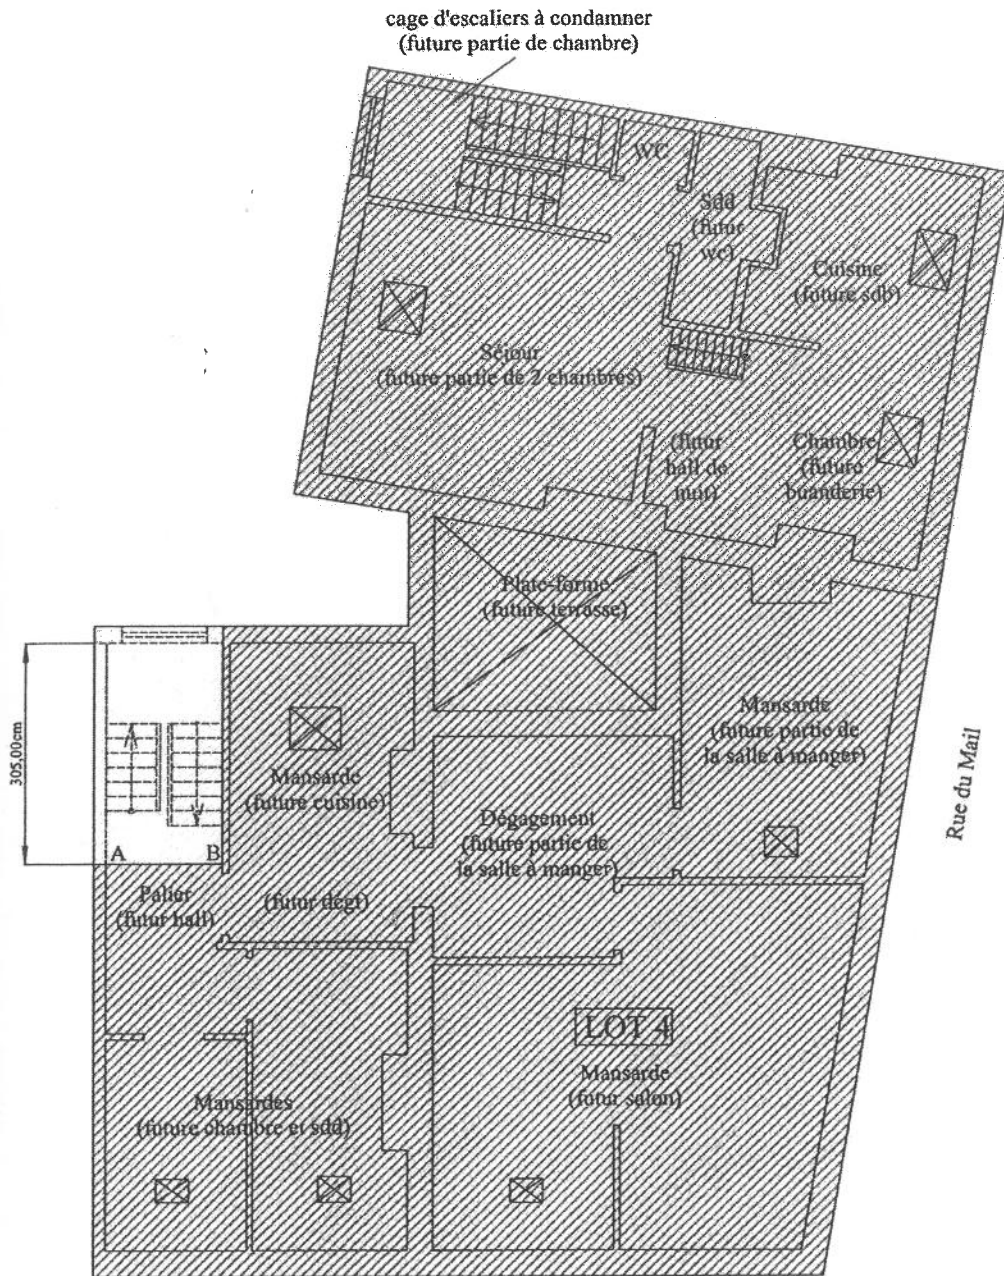 cage d'escaliers à condamner
(future partie de chambre)
WC
Sdd
(futur
wc)
Cuisine
(future sdb)
Séjour
(future partie de 2 chambres)
(futur
hall de
nuit)
Chambre
(future
buanderie)
Plate-forme
(future terrasse)
Mansarde
(future partie de
la salle à manger)
Rue du Mail
305,00cm
Mansarde
(future cuisine)
Dégagement
(future partie de
la salle à manger)
A B
Palier
(futur hall)
(futur dégt)
LOT 4
Mansarde
(futur salon)
Mansardes
(future chambre et sdd)